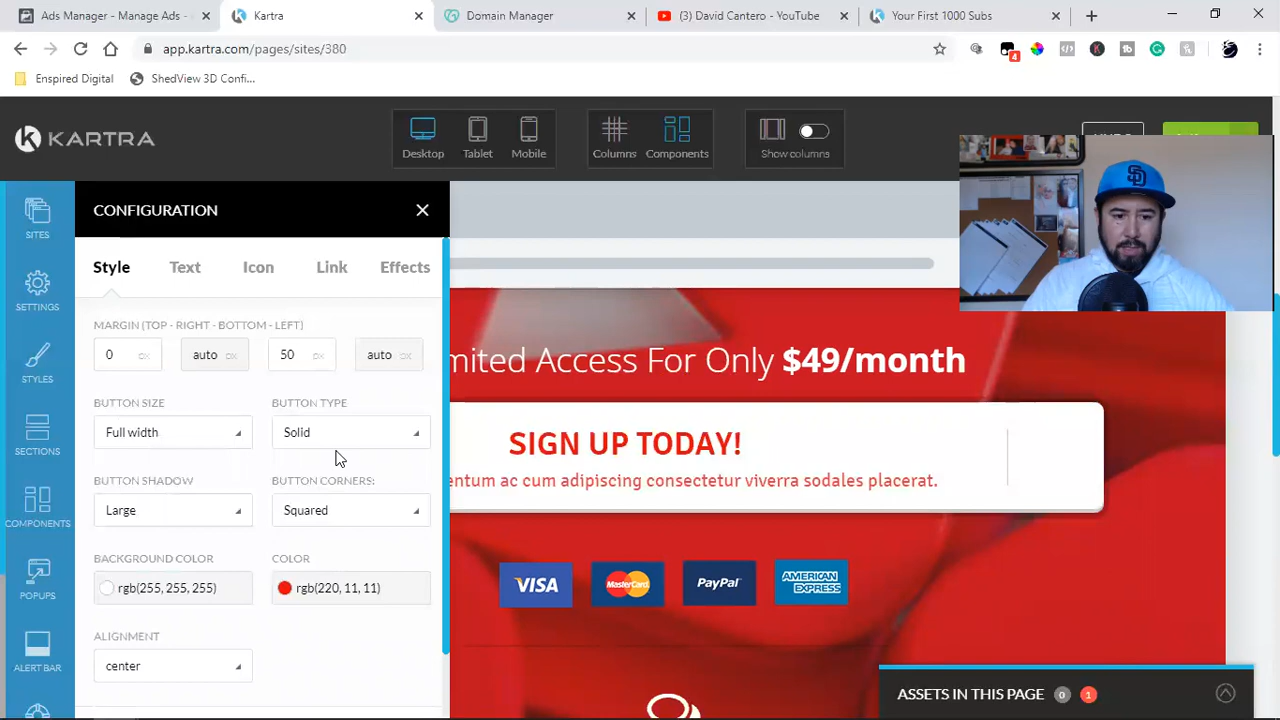 Ads Manager - Manage Ads -
Kartra
Domain Manager
(3) David Cantero - YouTube
Your First 1000 Subs
app.kartra.com/pages/sites/380
4
Enspired Digital
ShedView 3D Confi...
KARTRA
Desktop
Tablet
Mobile
Columns
Components
Show columns
SITES
SETTINGS
STYLES
SECTIONS
COMPONENTS
POPUPS
ALERT BAR
CONFIGURATION
Style
Text
Icon
Link
Effects
MARGIN (TOP - RIGHT - BOTTOM - LEFT)
0 px
auto px
50 px
auto px
BUTTON SIZE
BUTTON TYPE
Full width
Solid
BUTTON SHADOW
BUTTON CORNERS:
Large
Squared
BACKGROUND COLOR
COLOR
rgb(255, 255, 255)
rgb(220, 11, 11)
ALIGNMENT
center
Access For Only $49/month
SIGN UP TODAY!
ac cum adipiscing consectetur viverra sodales placerat.
VISA
MasterCard
PayPal
AMERICAN EXPRESS
ASSETS IN THIS PAGE 0 1